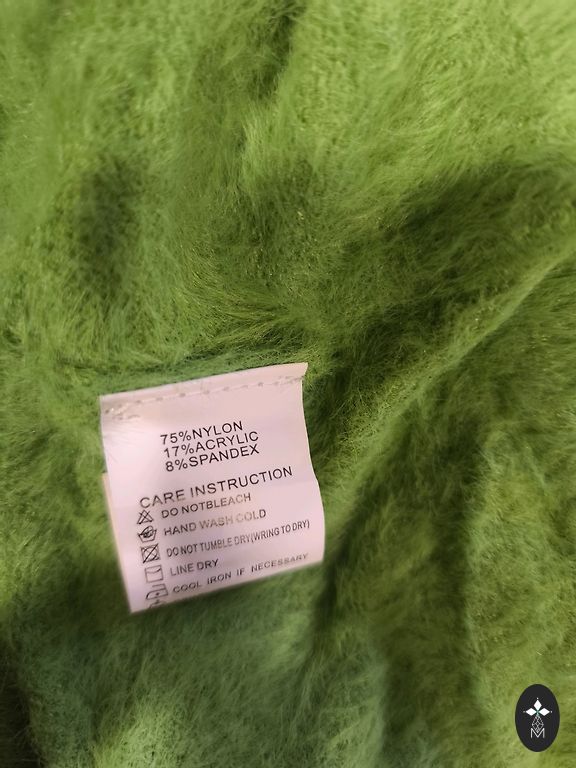 75%NYLON
17%ACRYLIC
8%SPANDEX
CARE INSTRUCTION
DO NOTBLEACH
HAND WASH COLD
DO NOT TUMBLE DRY(WRING TO DRY)
LINE DRY
COOL IRON IF NECESSARY
M